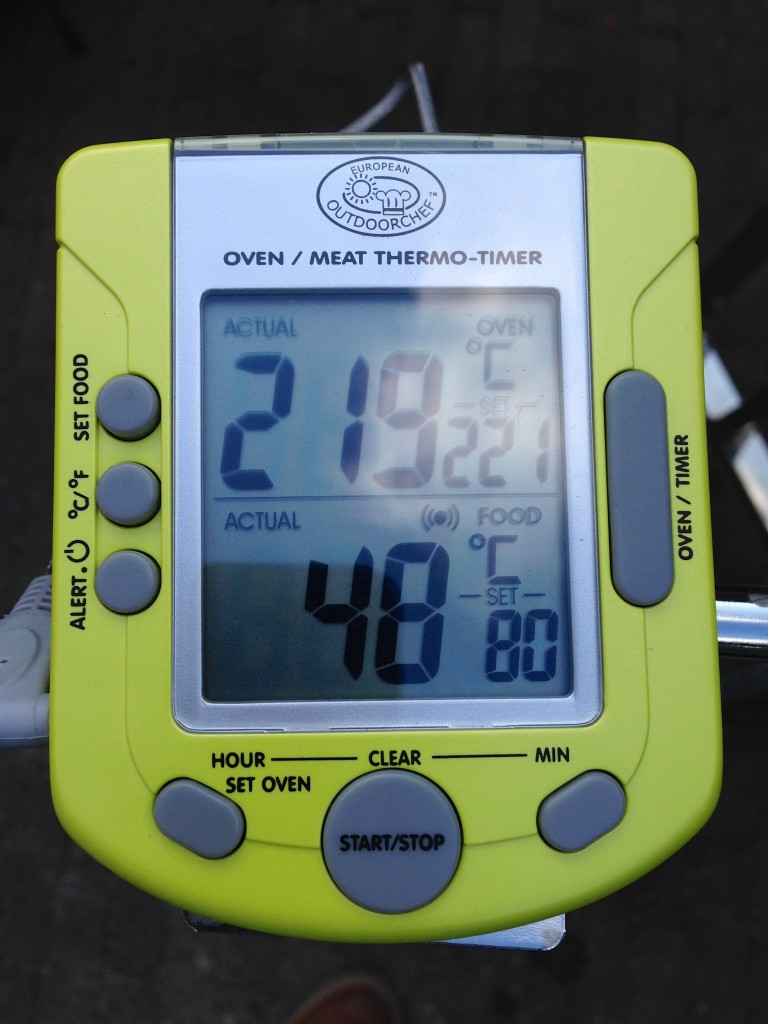 EUROPEAN
OUTDOORCHEF™
OVEN / MEAT THERMO-TIMER
ACTUAL OVEN
219 °C
SET
221
ACTUAL FOOD
48 °C
SET
80
SET FOOD
°C/°F
ALERT.
OVEN / TIMER
HOUR CLEAR MIN
SET OVEN
START/STOP